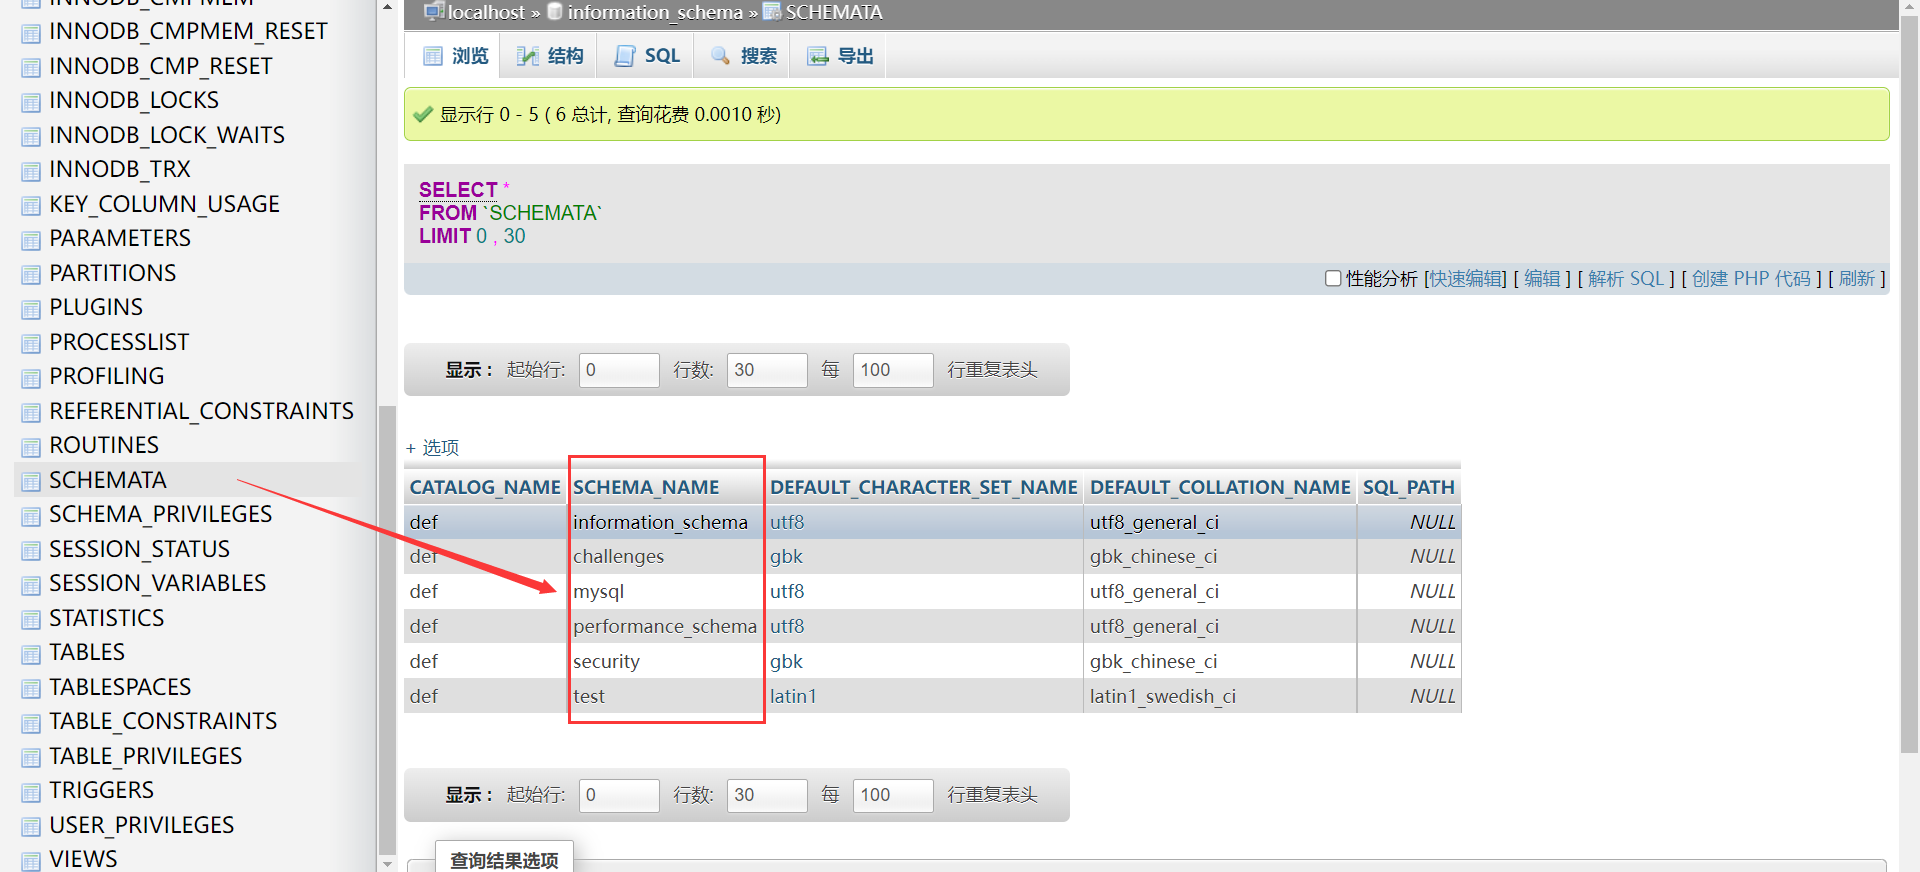 INNODB_CMPMEM
INNODB_CMPMEM_RESET
INNODB_CMP_RESET
INNODB_LOCKS
INNODB_LOCK_WAITS
INNODB_TRX
KEY_COLUMN_USAGE
PARAMETERS
PARTITIONS
PLUGINS
PROCESSLIST
PROFILING
REFERENTIAL_CONSTRAINTS
ROUTINES
SCHEMATA
SCHEMA_PRIVILEGES
SESSION_STATUS
SESSION_VARIABLES
STATISTICS
TABLES
TABLESPACES
TABLE_CONSTRAINTS
TABLE_PRIVILEGES
TRIGGERS
USER_PRIVILEGES
VIEWS
localhost » information_schema » SCHEMATA
浏览 结构 SQL 搜索 导出
显示行 0 - 5 ( 6 总计, 查询花费 0.0010 秒)
SELECT *
FROM `SCHEMATA`
LIMIT 0 , 30
性能分析 [快速编辑] [ 编辑 ] [ 解析 SQL ] [ 创建 PHP 代码 ] [ 刷新 ]
显示： 起始行: 0 行数: 30 每 100 行重复表头
+ 选项
CATALOG_NAME SCHEMA_NAME DEFAULT_CHARACTER_SET_NAME DEFAULT_COLLATION_NAME SQL_PATH
def information_schema utf8 utf8_general_ci NULL
def challenges gbk gbk_chinese_ci NULL
def mysql utf8 utf8_general_ci NULL
def performance_schema utf8 utf8_general_ci NULL
def security gbk gbk_chinese_ci NULL
def test latin1 latin1_swedish_ci NULL
显示： 起始行: 0 行数: 30 每 100 行重复表头
查询结果选项